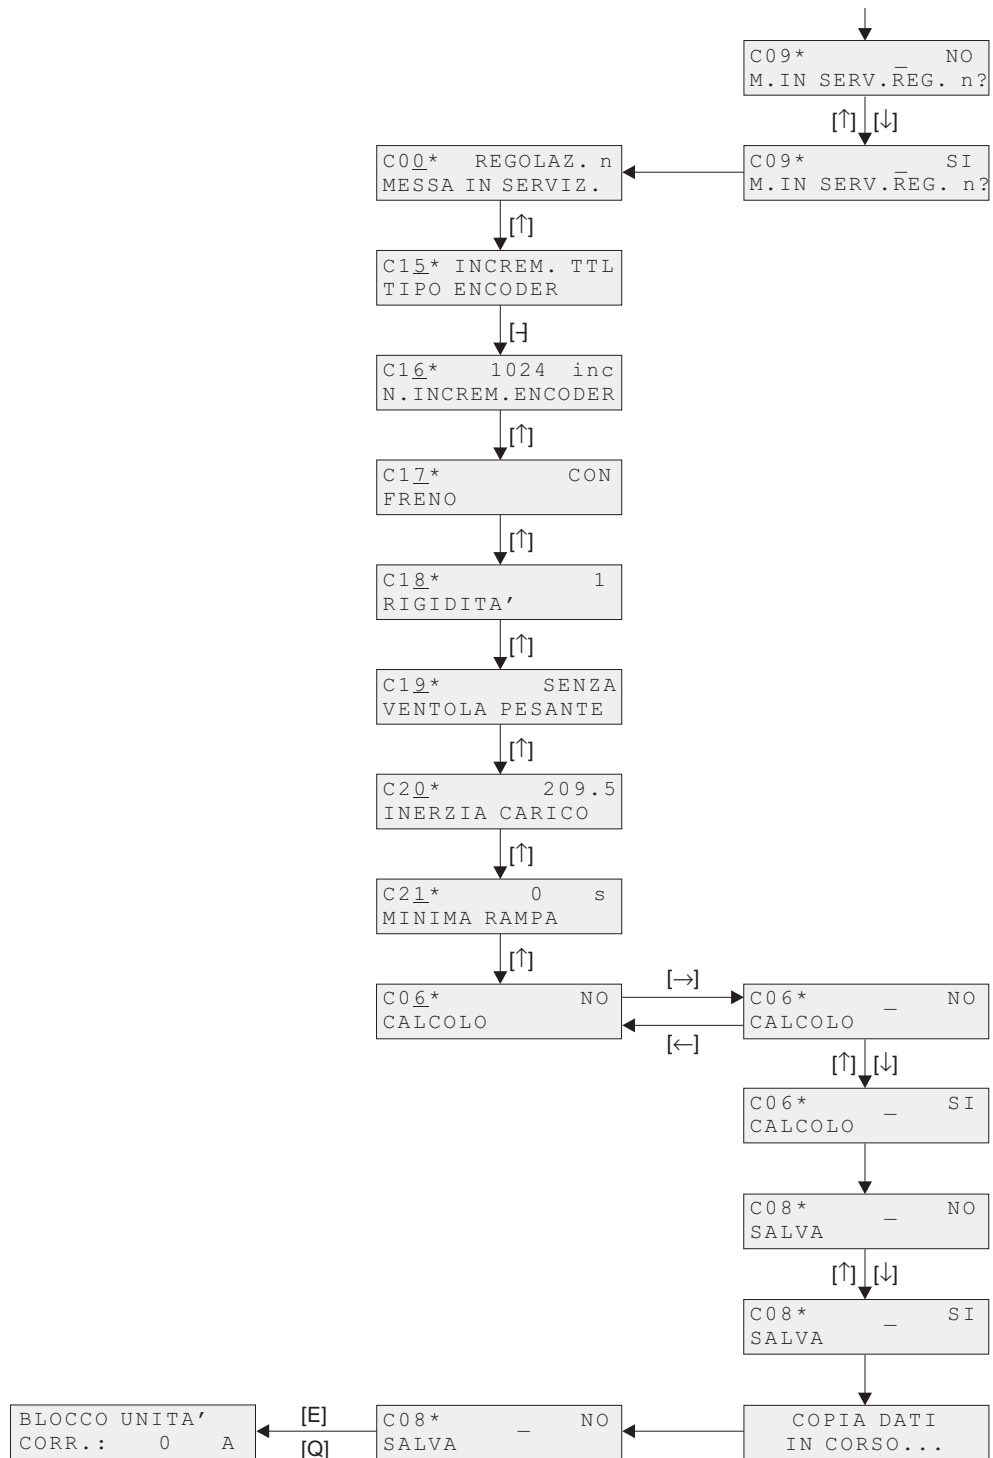 C09* _ NO
M.IN SERV.REG. n?
[↑] [↓]
C09* _ SI
M.IN SERV.REG. n?
C00* REGOLAZ. n
MESSA IN SERVIZ.
[↑]
C15* INCREM. TTL
TIPO ENCODER
[-]
C16* 1024 inc
N.INCREM.ENCODER
[↑]
C17* CON
FRENO
[↑]
C18* 1
RIGIDITA'
[↑]
C19* SENZA
VENTOLA PESANTE
[↑]
C20* 209.5
INERZIA CARICO
[↑]
C21* 0 s
MINIMA RAMPA
[↑]
C06* NO
CALCOLO
[→]
[←]
C06* _ NO
CALCOLO
[↑] [↓]
C06* _ SI
CALCOLO
C08* _ NO
SALVA
[↑] [↓]
C08* _ SI
SALVA
COPIA DATI
IN CORSO...
C08* _ NO
SALVA
[E]
[Q]
BLOCCO UNITA'
CORR.: 0 A